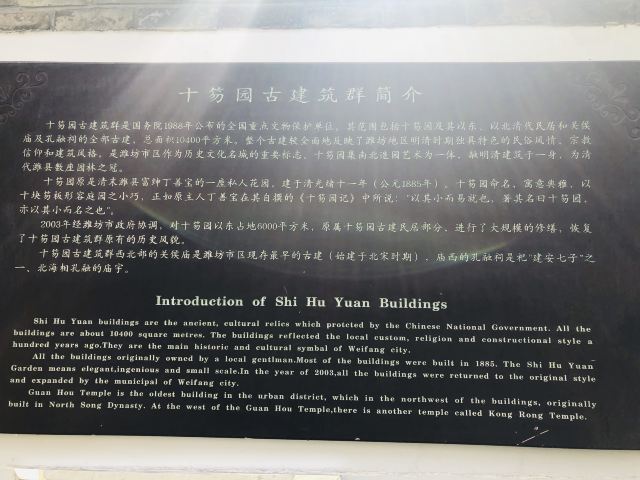 十笏园古建筑群简介
十笏园古建筑群是国务院1988年公布的全国重点文物保护单位，其范围包括十笏园及其以东、以北清代民居和关侯
庙及孔融祠的全部古建，总面积10400平方米。整个古建较全面地反映了潍坊地区明清时期独具特色的民俗风情、宗教
信仰和建筑风格，是潍坊市区作为历史文化名城的重要标志。十笏园集南北造园艺术为一体，融明清建筑于一身，为清
代潍县数座园林之冠。
十笏园原是清末潍县富绅丁善宝的一座私人花园，建于清光绪十一年（公元1885年）。十笏园命名，寓意典雅，以
十块笏板形容庭园之小巧，正如原主人丁善宝在其自撰的《十笏园记》中所说："以其小而易就也，署其名曰十笏园，
亦以其小而名之也"。
2003年经潍坊市政府协调，对十笏园以东占地6000平方米，原属十笏园古建民居部分，进行了大规模的修缮，恢复
了十笏园古建筑群原有的历史风貌。
十笏园古建筑群西北部的关侯庙是潍坊市区现存最早的古建（始建于北宋时期），庙西的孔融祠是祀"建安七子"之
一、北海相孔融的庙宇。
Introduction of Shi Hu Yuan Buildings
Shi Hu Yuan buildings are the ancient, cultural relics which protcted by the Chinese National Government. All the
buildings are about 10400 square metres. The buildings reflected the local custom, religion and constructional style a
hundred years ago.They are the main historic and cultural symbal of Weifang city.
All the buildings originally owned by a local gentlman.Most of the buildings were built in 1885. The Shi Hu Yuan
Garden means elegant,ingenious and small scale.In the year of 2003,all the buildings were returned to the original style
and expanded by the municipal of Weifang city.
Guan Hou Temple is the oldest building in the urban district, which in the northwest of the buildings, originally
built in North Song Dynasty. At the west of the Guan Hou Temple,there is another temple called Kong Rong Temple.